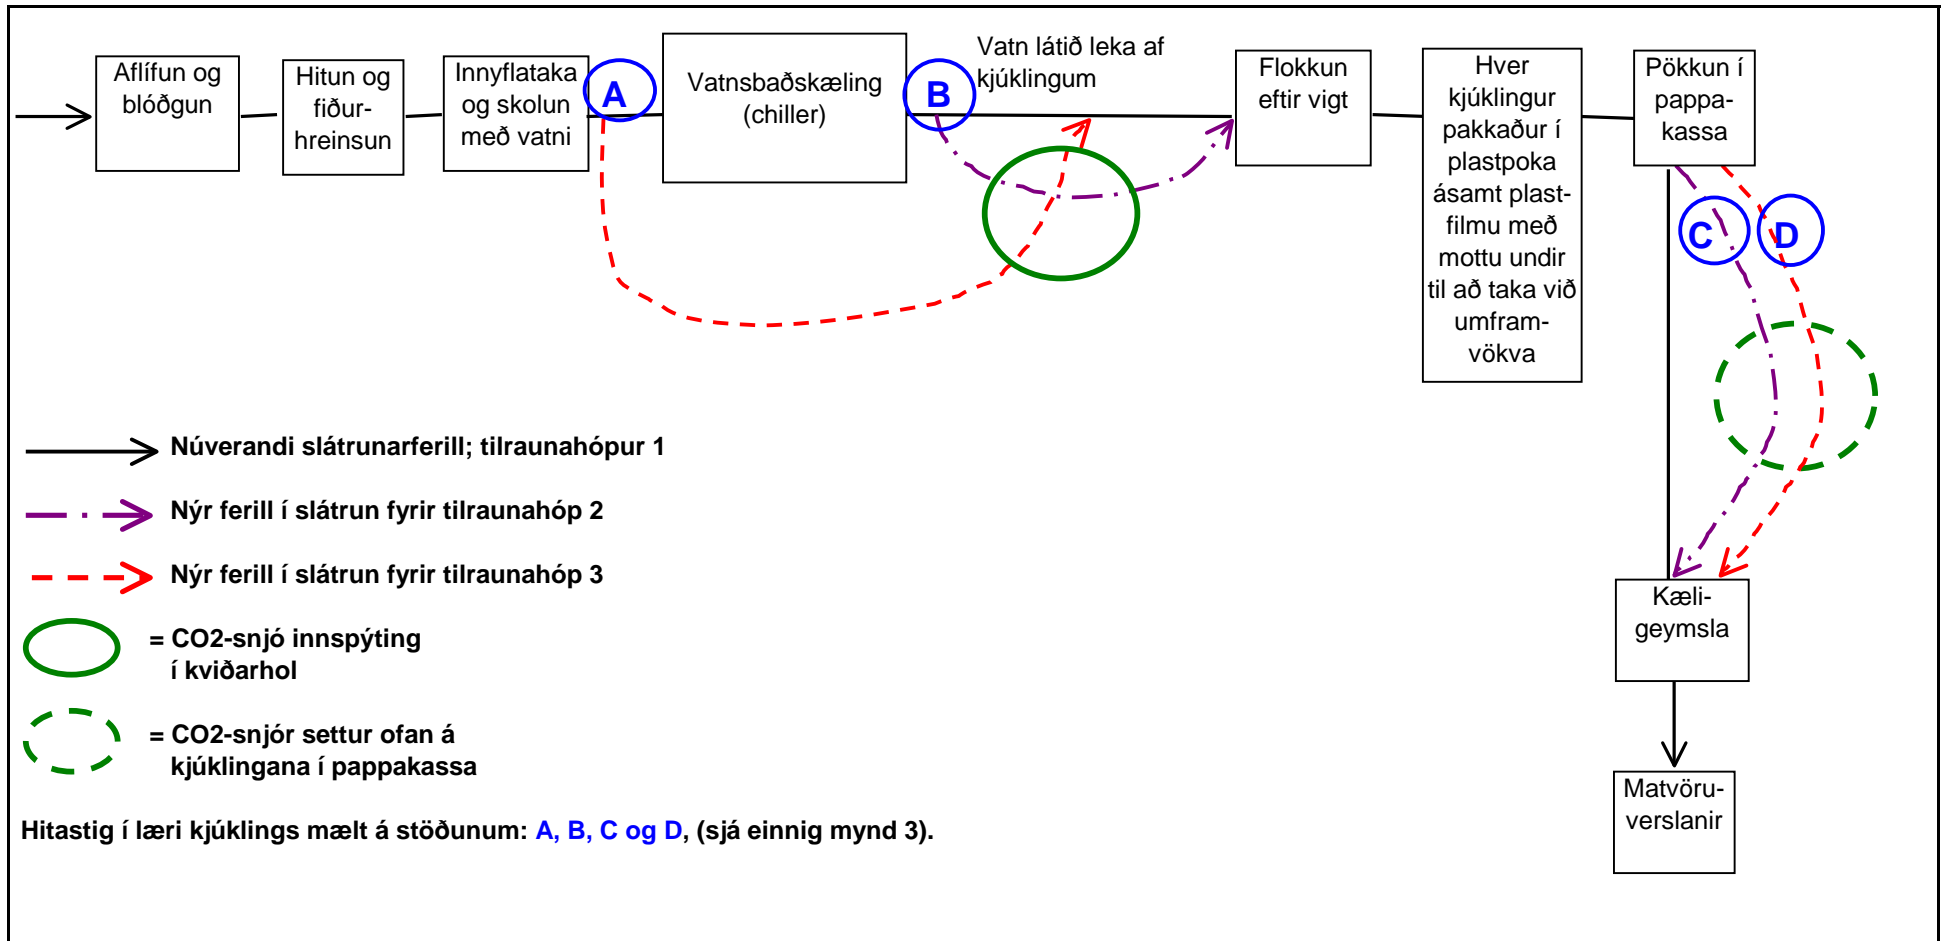 Aflífun og
blóðgun
Hitun og
fiður-
hreinsun
Innyflataka
og skolun
með vatni
A
Vatnsbaðskæling
(chiller)
B
Vatn látið leka af
kjúklingum
Flokkun
eftir vigt
Hver
kjúklingur
pakkaður í
plastpoka
ásamt plast-
filmu með
mottu undir
til að taka við
umfram-
vökva
Pökkun í
pappa-
kassa
C
D
Núverandi slátrunarferill; tilraunahópur 1
Nýr ferill í slátrun fyrir tilraunahóp 2
Nýr ferill í slátrun fyrir tilraunahóp 3
= CO2-snjó innspýting
í kviðarhol
= CO2-snjór settur ofan á
kjúklingana í pappakassa
Hitastig í læri kjúklings mælt á stöðunum: A, B, C og D, (sjá einnig mynd 3).
Kæli-
geymsla
Matvöru-
verslanir